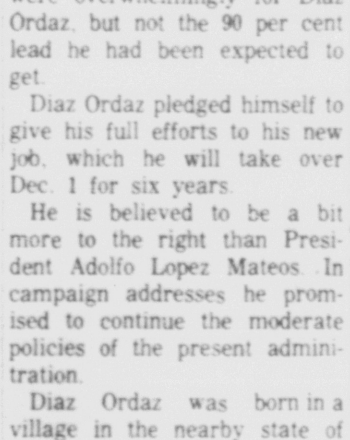 were overwhelmingly for Diaz
Ordaz, but not the 90 per cent
lead he had been expected to
get.
Diaz Ordaz pledged himself to
give his full efforts to his new
job, which he will take over
Dec. 1 for six years.
He is believed to be a bit
more to the right than Presi-
dent Adolfo Lopez Mateos. In
campaign addresses he prom-
ised to continue the moderate
policies of the present admini-
tration.
Diaz Ordaz was born in a
village in the nearby state of